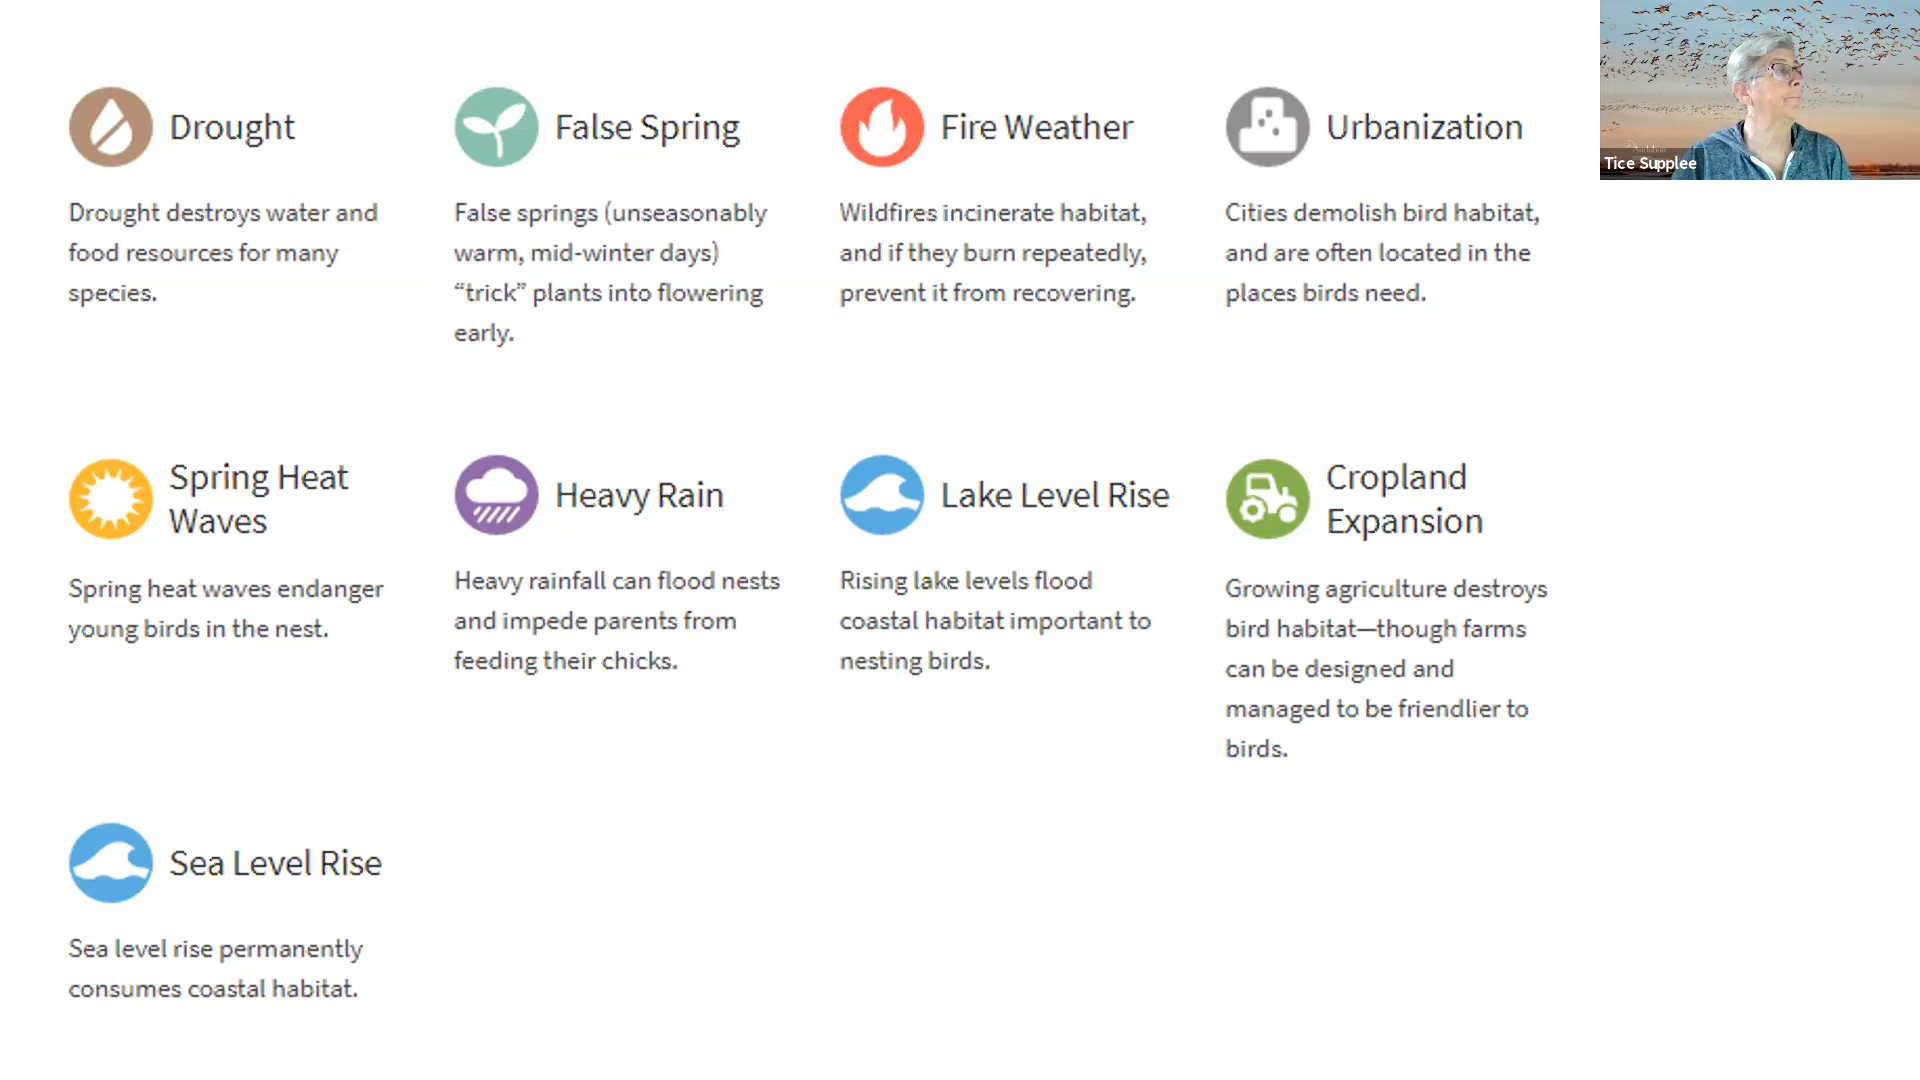 Drought
Drought destroys water and
food resources for many
species.
False Spring
False springs (unseasonably
warm, mid-winter days)
“trick” plants into flowering
early.
Fire Weather
Wildfires incinerate habitat,
and if they burn repeatedly,
prevent it from recovering.
Urbanization
Cities demolish bird habitat,
and are often located in the
places birds need.
Audubon
Tice Supplee
Spring Heat
Waves
Spring heat waves endanger
young birds in the nest.
Heavy Rain
Heavy rainfall can flood nests
and impede parents from
feeding their chicks.
Lake Level Rise
Rising lake levels flood
coastal habitat important to
nesting birds.
Cropland
Expansion
Growing agriculture destroys
bird habitat—though farms
can be designed and
managed to be friendlier to
birds.
Sea Level Rise
Sea level rise permanently
consumes coastal habitat.